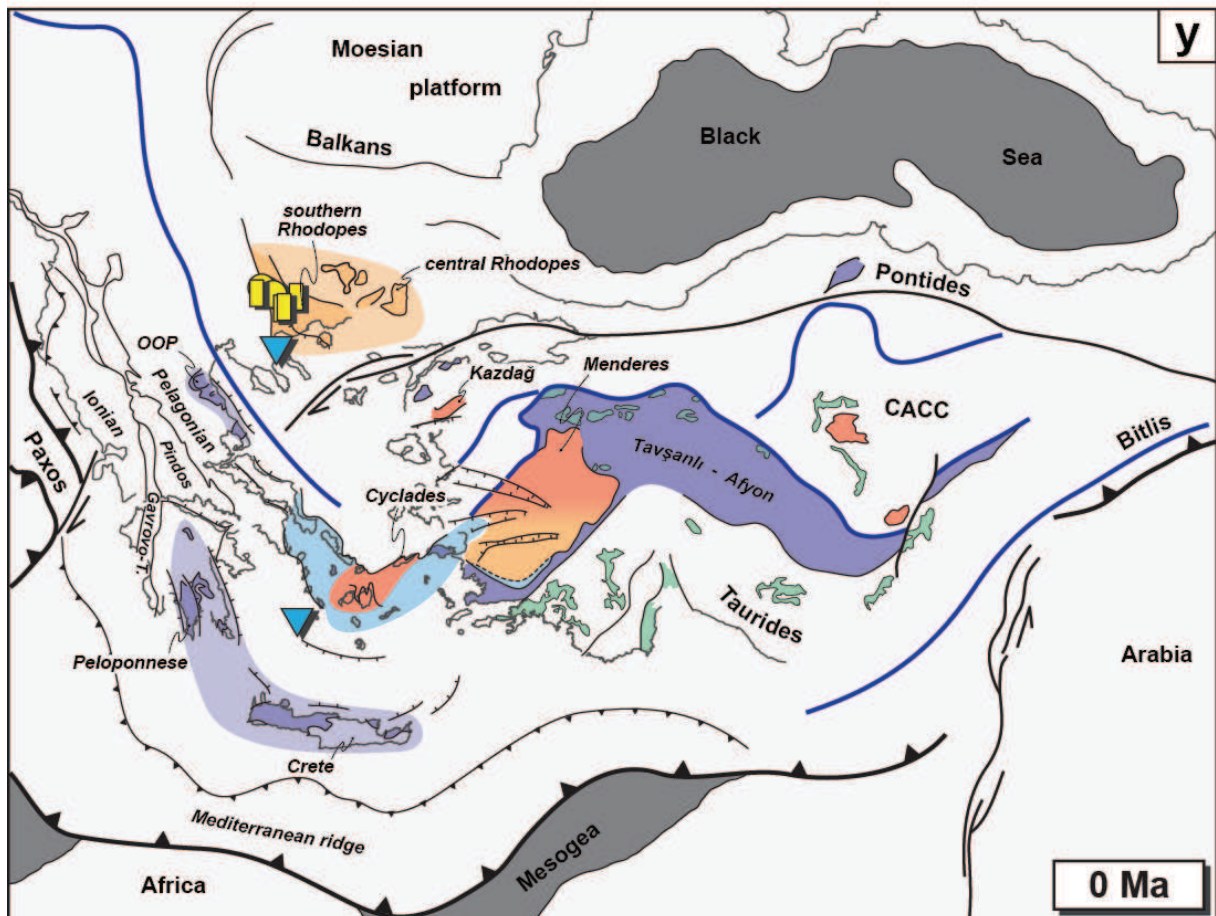 y
Moesian
platform
Balkans
Black
Sea
southern
Rhodopes
central Rhodopes
Pontides
OOP
Kazdağ
Menderes
Ionian
Pelagonian
CACC
Bitlis
Paxos
Pindos
Tavşanlı - Afyon
Cyclades
Gavrovo-T.
Taurides
Peloponnese
Arabia
Crete
Mediterranean ridge
Mesogea
Africa
0 Ma